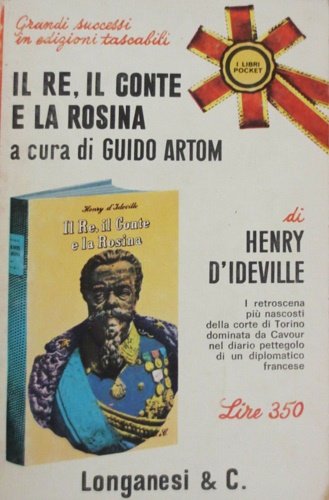 Grandi successi
in edizioni tascabili
I LIBRI
POCKET
IL RE, IL CONTE
E LA ROSINA
a cura di GUIDO ARTOM
Henry d'Ideville
Il Re, il Conte
e la Rosina
di
HENRY
D'IDEVILLE
I retroscena
più nascosti
della corte di Torino
dominata da Cavour
nel diario pettegolo
di un diplomatico
francese
Lire 350
Longanesi & C.